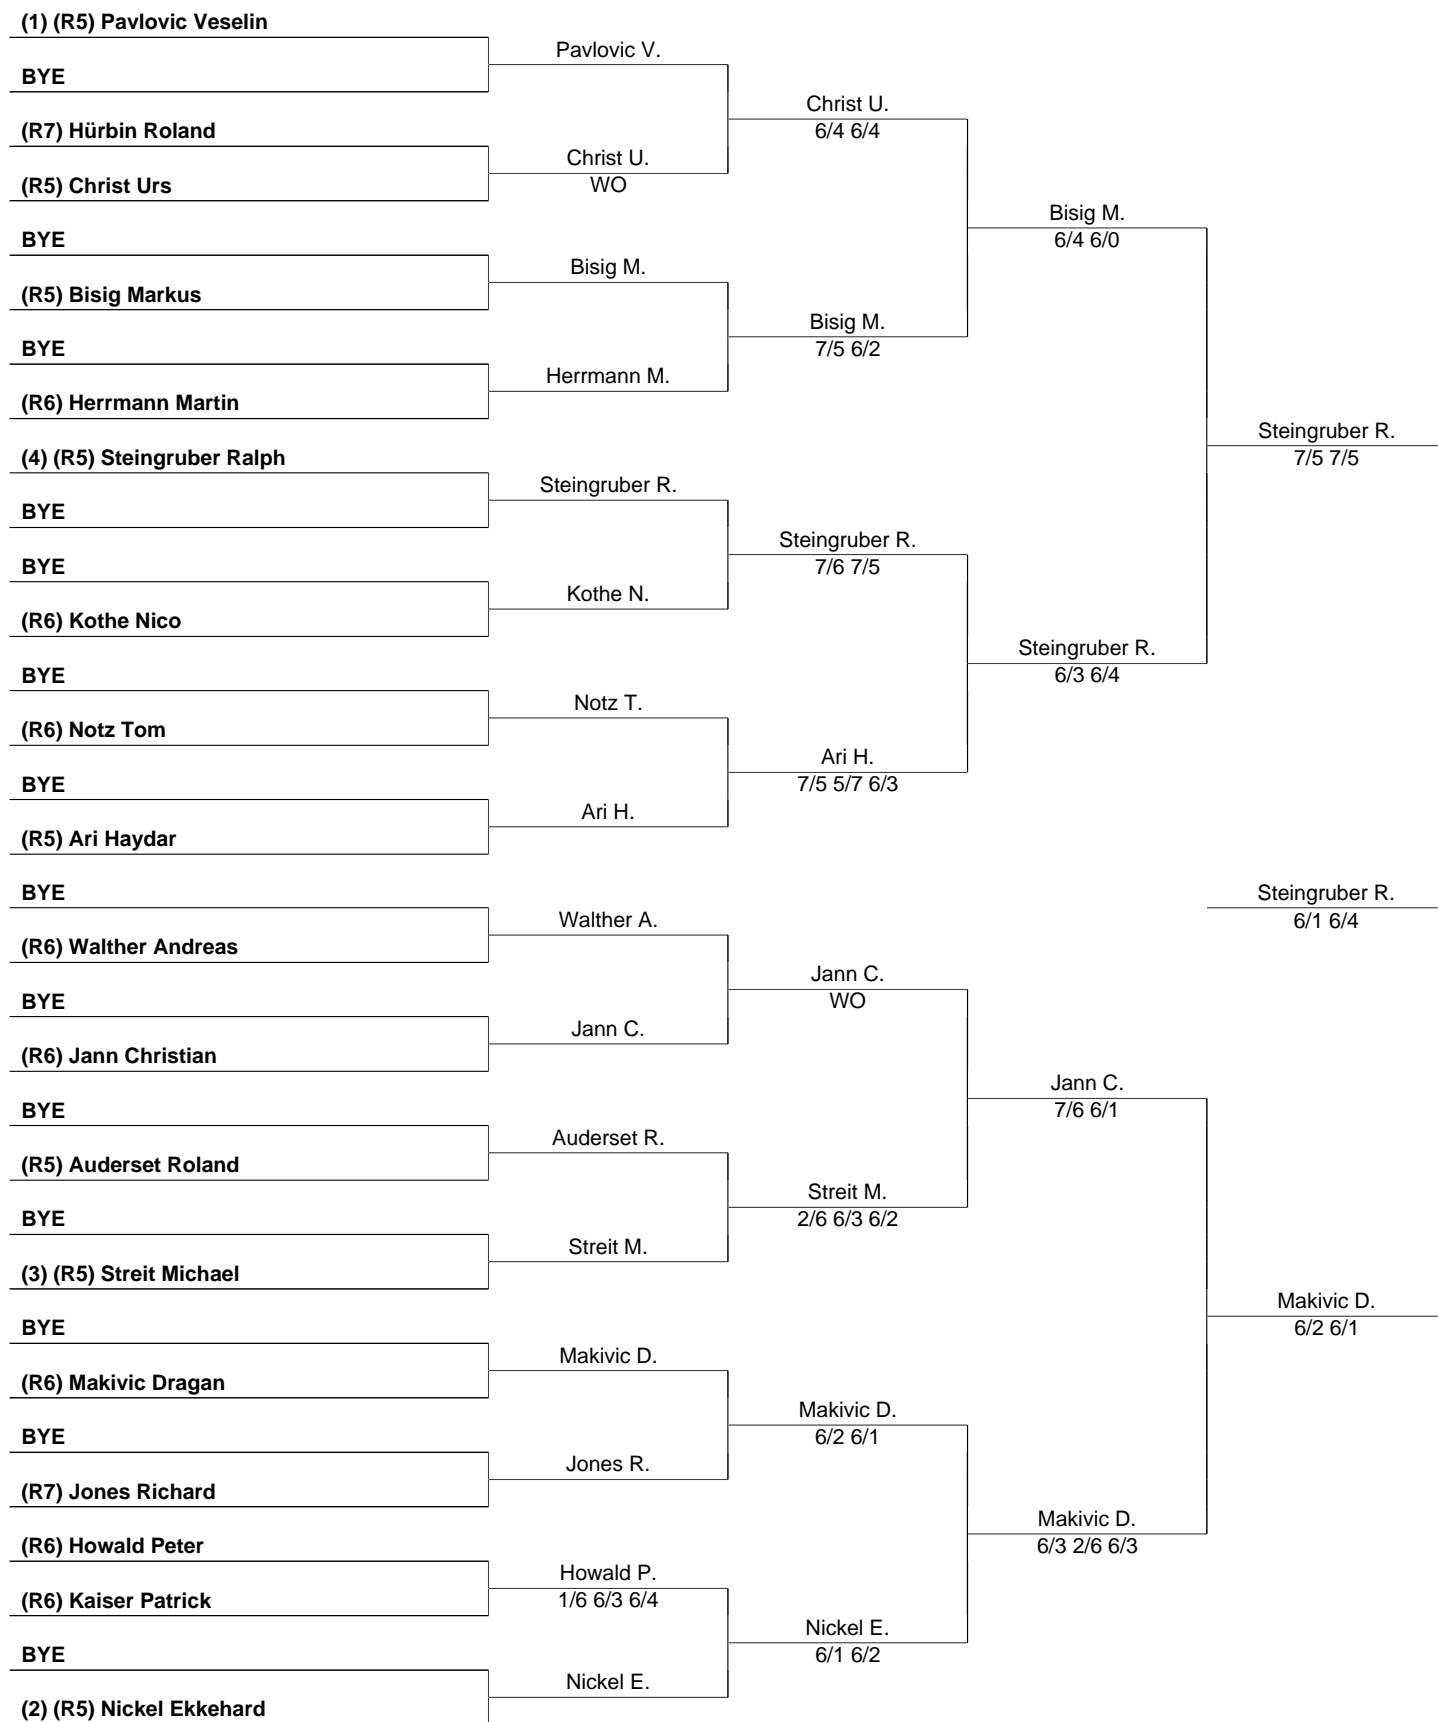 (1) (R5) Pavlovic Veselin
BYE
(R7) Hürbin Roland
(R5) Christ Urs
BYE
(R5) Bisig Markus
BYE
(R6) Herrmann Martin
(4) (R5) Steingruber Ralph
BYE
BYE
(R6) Kothe Nico
BYE
(R6) Notz Tom
BYE
(R5) Ari Haydar
BYE
(R6) Walther Andreas
BYE
(R6) Jann Christian
BYE
(R5) Auderset Roland
BYE
(3) (R5) Streit Michael
BYE
(R6) Makivic Dragan
BYE
(R7) Jones Richard
(R6) Howald Peter
(R6) Kaiser Patrick
BYE
(2) (R5) Nickel Ekkehard
Pavlovic V.
Christ U.
WO
Bisig M.
Herrmann M.
Steingruber R.
Kothe N.
Notz T.
Ari H.
Walther A.
Jann C.
Auderset R.
Streit M.
Makivic D.
Jones R.
Howald P.
1/6 6/3 6/4
Nickel E.
Christ U.
6/4 6/4
Bisig M.
7/5 6/2
Steingruber R.
7/6 7/5
Ari H.
7/5 5/7 6/3
Jann C.
WO
Streit M.
2/6 6/3 6/2
Makivic D.
6/2 6/1
Nickel E.
6/1 6/2
Bisig M.
6/4 6/0
Steingruber R.
6/3 6/4
Jann C.
7/6 6/1
Makivic D.
6/3 2/6 6/3
Steingruber R.
7/5 7/5
Steingruber R.
6/1 6/4
Makivic D.
6/2 6/1